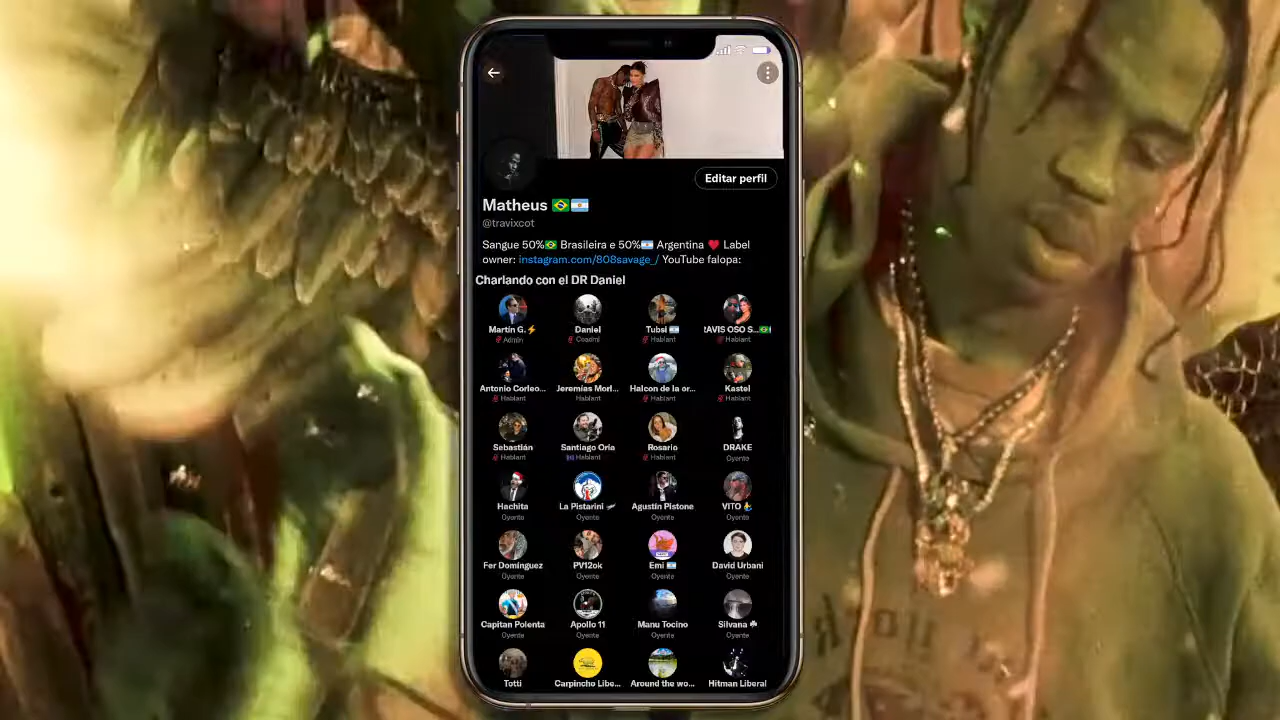 Editar perfil
Matheus 🇧🇷🇦🇷
@travixcot
Sangue 50%🇧🇷 Brasileira e 50%🇦🇷 Argentina ♥️ Label
owner: instagram.com/808savage_/ YouTube falopa:
Charlando con el DR Daniel
Martín G.⚡ Daniel Tubsi 🇦🇷 RAVIS OSO S...🇧🇷
Admin Coadmi Hablant Hablant
Antonio Corleo... Jeremías Morl... Halcon de la or... Kastel
Hablant Hablant Hablant Hablant
Sebastián Santiago Oria Rosario DRAKE
Hablant Hablant Hablant Oyente
Hachita La Pistarini Agustín Pistone VITO
Oyente Oyente Oyente Oyente
Fer Domínguez PV12ok Emi 🇦🇷 David Urbani
Oyente Oyente Oyente Oyente
Capitan Polenta Apollo 11 Manu Tocino Silvana ☘
Oyente Oyente Oyente Oyente
Totti Carpincho Libe... Around the wo... Hitman Liberal